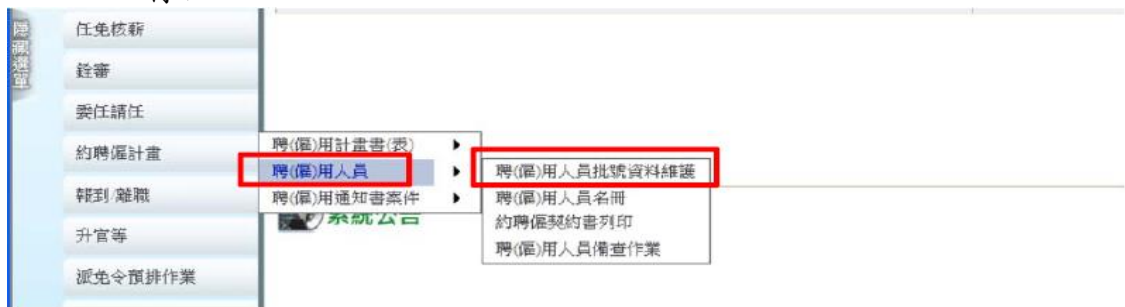 隱藏選單
任免核薪
銓審
委任請任
約聘僱計畫
報到/離職
升官等
派免令預排作業
聘(僱)用計畫書(表)
聘(僱)用人員
聘(僱)用通知書案件
聘(僱)用人員批號資料維護
聘(僱)用人員名冊
約聘僱契約書列印
聘(僱)用人員備查作業
系統公告